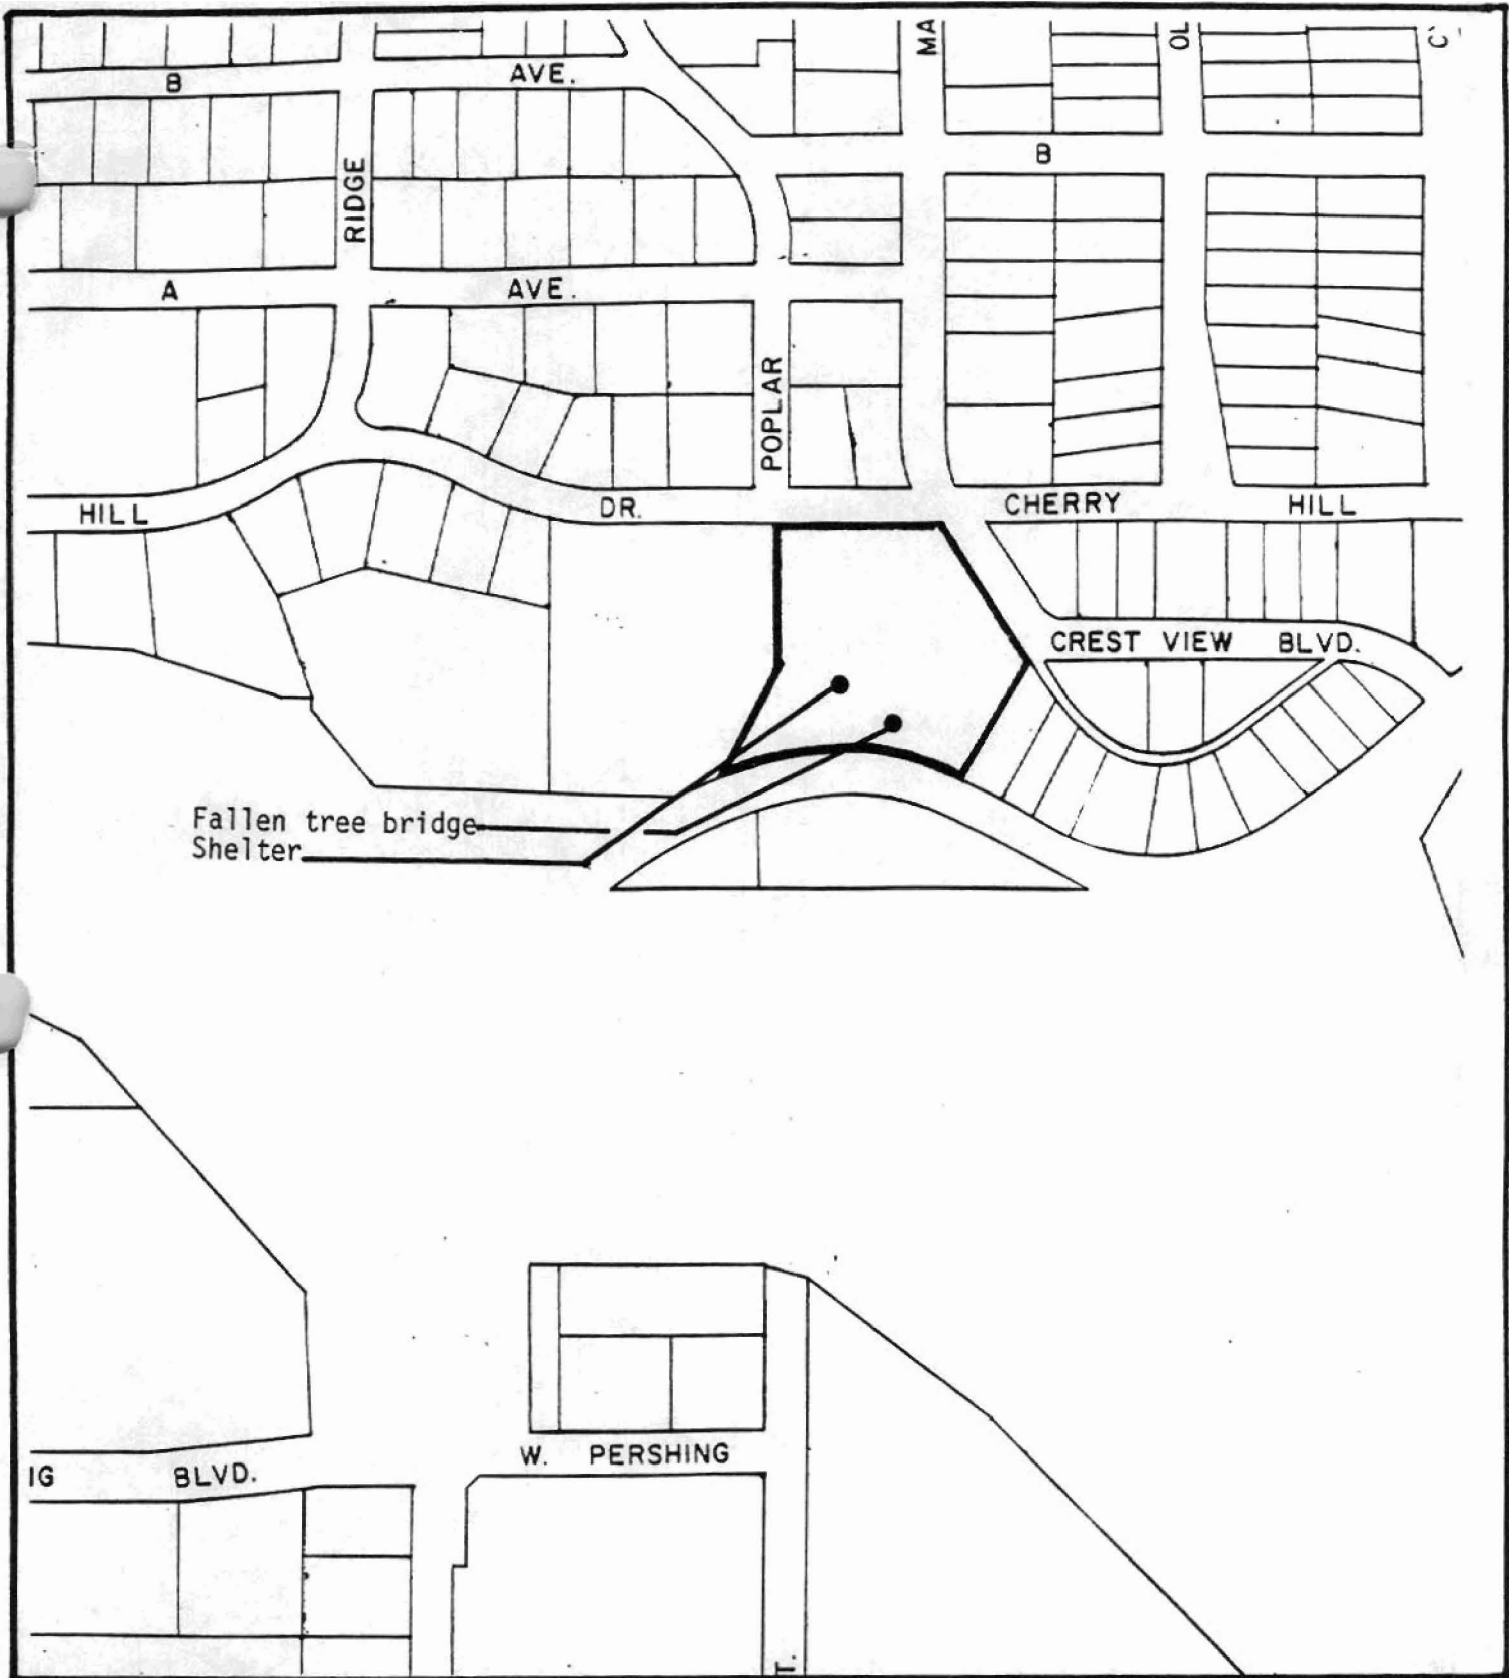 MA
OL
B AVE.
B
RIDGE
A AVE.
POPLAR
HILL DR. CHERRY HILL
CREST VIEW BLVD.
Fallen tree bridge
Shelter
W. PERSHING
IG BLVD.
T.